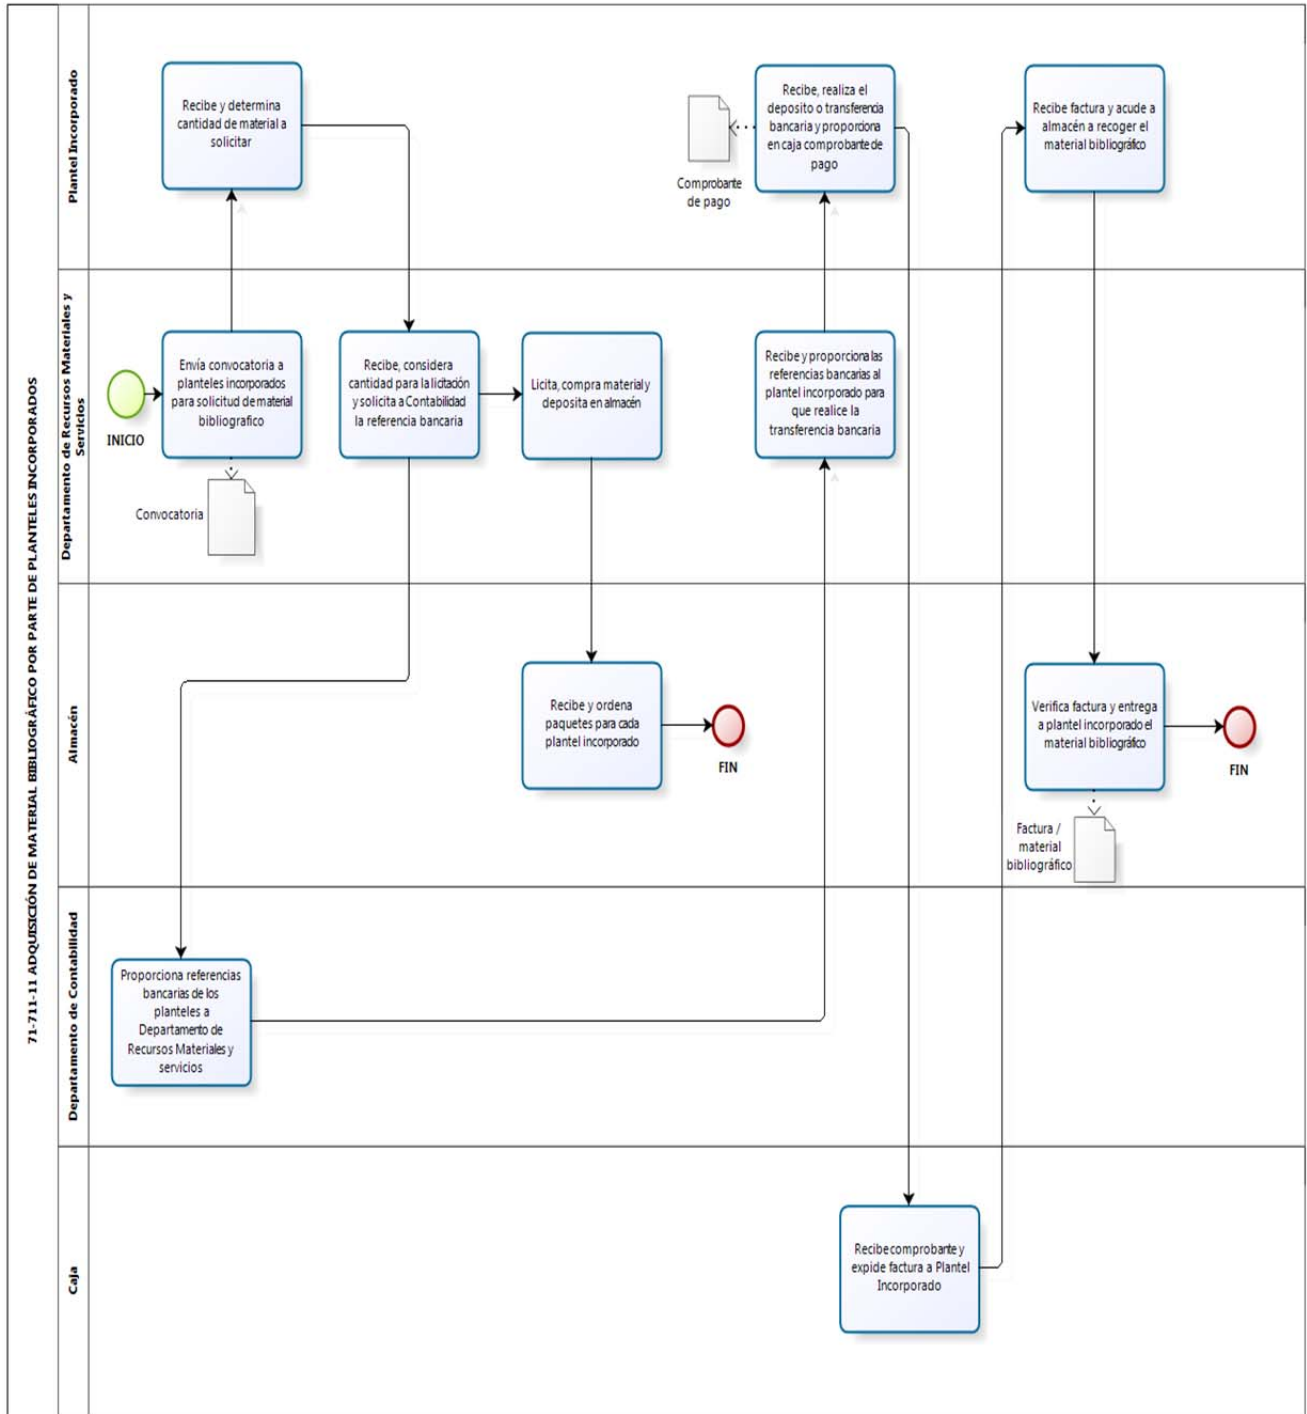 71-711-11 ADQUISICIÓN DE MATERIAL BIBLIOGRÁFICO POR PARTE DE PLANTELES INCORPORADOS
Plantel Incorporado
Recibe y determina
cantidad de material a
solicitar
Recibe, realiza el
deposito o transferencia
bancaria y proporciona
en caja comprobante de
pago
Comprobante
de pago
Recibe factura y acude a
almacén a recoger el
material bibliográfico
Departamento de Recursos Materiales y
Servicios
INICIO
Envía convocatoria a
planteles incorporados
para solicitud de material
bibliografico
Convocatoria
Recibe, considera
cantidad para la licitación
y solicita a Contabilidad
la referencia bancaria
Licita, compra material y
deposita en almacén
Recibe y proporciona las
referencias bancarias al
plantel incorporado para
que realice la
transferencia bancaria
Almacén
Recibe y ordena
paquetes para cada
plantel incorporado
FIN
Verifica factura y entrega
a plantel incorporado el
material bibliográfico
FIN
Factura /
material
bibliográfico
Departamento de Contabilidad
Proporciona referencias
bancarias de los
planteles a
Departamento de
Recursos Materiales y
servicios
Caja
Recibe comprobante y
expide factura a Plantel
Incorporado